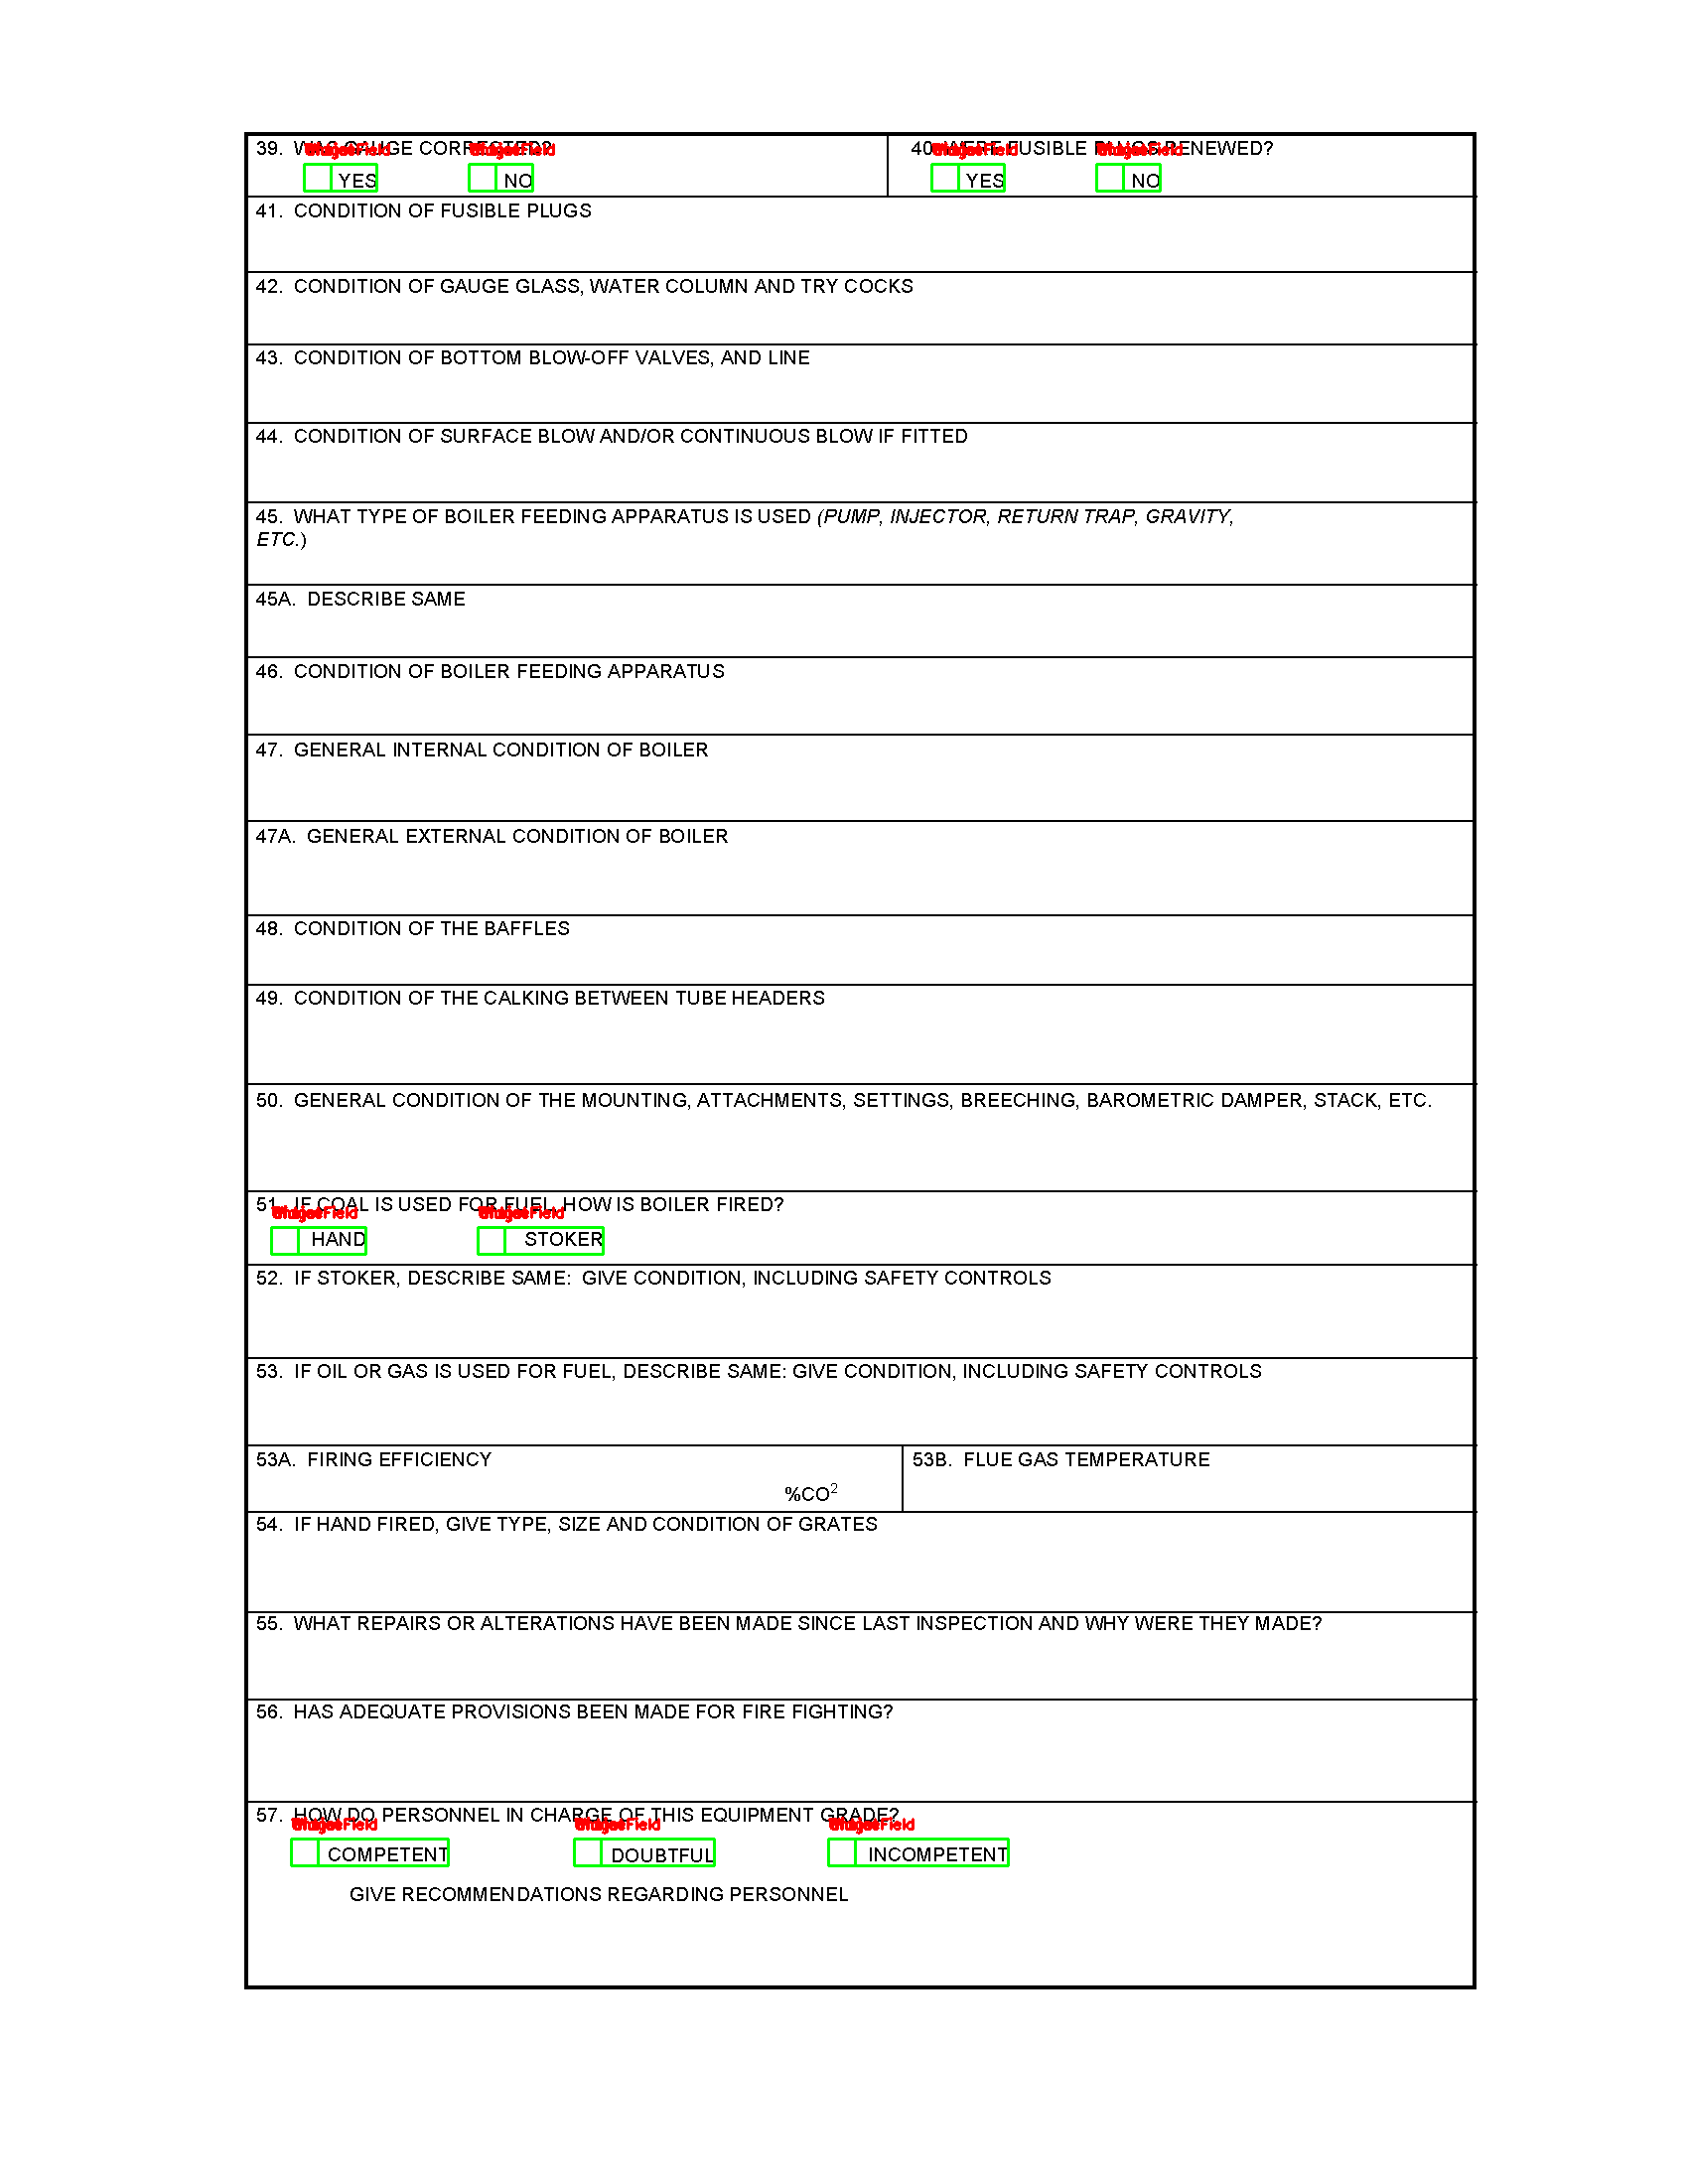 39. WAS GAUGE CORRECTED?
YES NO
40. WERE FUSIBLE PLUGS RENEWED?
YES NO
41. CONDITION OF FUSIBLE PLUGS
42. CONDITION OF GAUGE GLASS, WATER COLUMN AND TRY COCKS
43. CONDITION OF BOTTOM BLOW-OFF VALVES, AND LINE
44. CONDITION OF SURFACE BLOW AND/OR CONTINUOUS BLOW IF FITTED
45. WHAT TYPE OF BOILER FEEDING APPARATUS IS USED (PUMP, INJECTOR, RETURN TRAP, GRAVITY,
ETC.)
45A. DESCRIBE SAME
46. CONDITION OF BOILER FEEDING APPARATUS
47. GENERAL INTERNAL CONDITION OF BOILER
47A. GENERAL EXTERNAL CONDITION OF BOILER
48. CONDITION OF THE BAFFLES
49. CONDITION OF THE CALKING BETWEEN TUBE HEADERS
50. GENERAL CONDITION OF THE MOUNTING, ATTACHMENTS, SETTINGS, BREECHING, BAROMETRIC DAMPER, STACK, ETC.
51. IF COAL IS USED FOR FUEL, HOW IS BOILER FIRED?
HAND STOKER
52. IF STOKER, DESCRIBE SAME: GIVE CONDITION, INCLUDING SAFETY CONTROLS
53. IF OIL OR GAS IS USED FOR FUEL, DESCRIBE SAME: GIVE CONDITION, INCLUDING SAFETY CONTROLS
53A. FIRING EFFICIENCY
%CO²
53B. FLUE GAS TEMPERATURE
54. IF HAND FIRED, GIVE TYPE, SIZE AND CONDITION OF GRATES
55. WHAT REPAIRS OR ALTERATIONS HAVE BEEN MADE SINCE LAST INSPECTION AND WHY WERE THEY MADE?
56. HAS ADEQUATE PROVISIONS BEEN MADE FOR FIRE FIGHTING?
57. HOW DO PERSONNEL IN CHARGE OF THIS EQUIPMENT GRADE?
COMPETENT DOUBTFUL INCOMPETENT
GIVE RECOMMENDATIONS REGARDING PERSONNEL